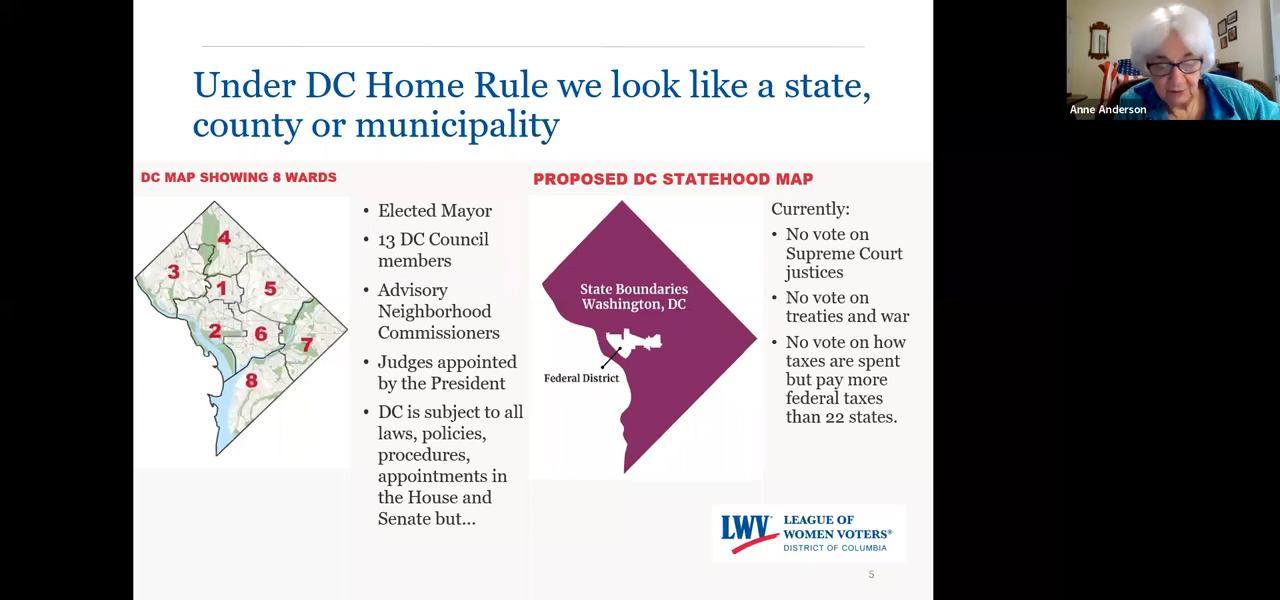 Under DC Home Rule we look like a state,
county or municipality
DC MAP SHOWING 8 WARDS
4
3
1
5
2
6
7
8
• Elected Mayor
• 13 DC Council
members
• Advisory
Neighborhood
Commissioners
• Judges appointed
by the President
• DC is subject to all
laws, policies,
procedures,
appointments in
the House and
Senate but...
PROPOSED DC STATEHOOD MAP
State Boundaries
Washington, DC
Federal District
Currently:
• No vote on
Supreme Court
justices
• No vote on
treaties and war
• No vote on how
taxes are spent
but pay more
federal taxes
than 22 states.
LWV
LEAGUE OF
WOMEN VOTERS®
DISTRICT OF COLUMBIA
5
Anne Anderson